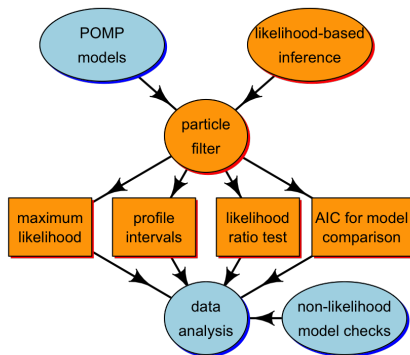 POMP
models
likelihood-based
inference
particle
filter
maximum
likelihood
profile
intervals
likelihood
ratio test
AIC for model
comparison
data
analysis
non-likelihood
model checks